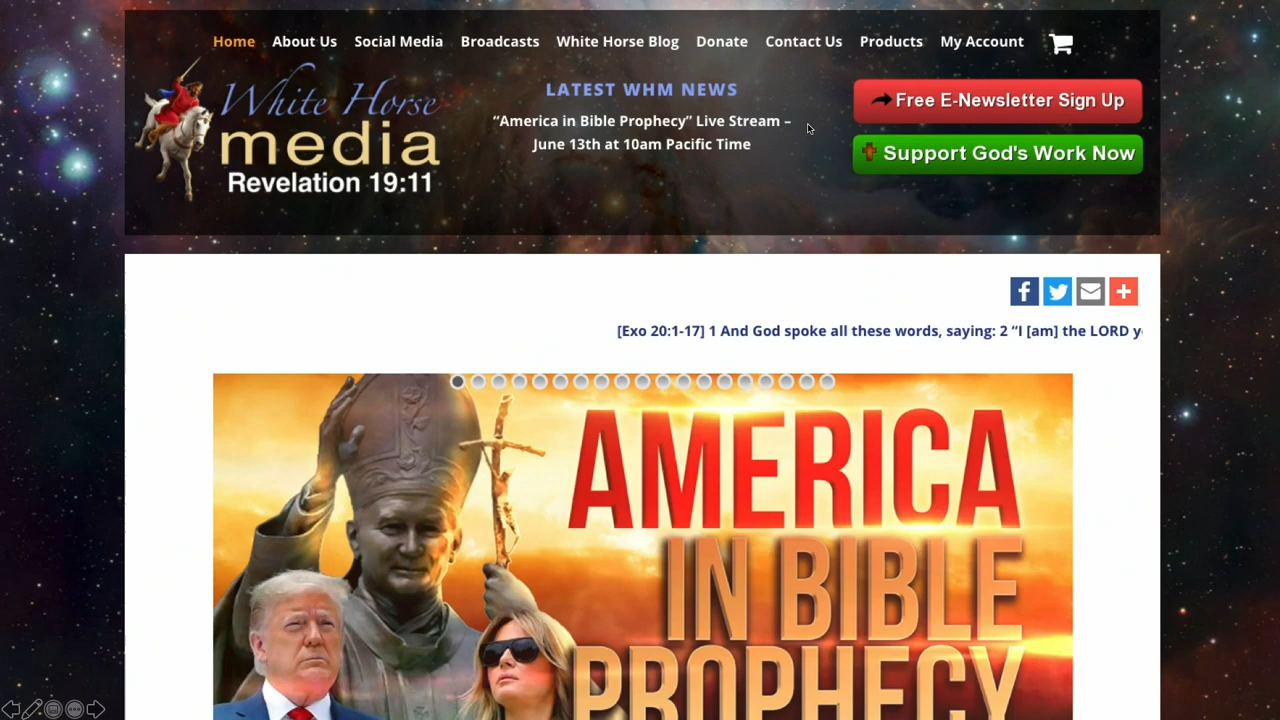 Home About Us Social Media Broadcasts White Horse Blog Donate Contact Us Products My Account
White Horse
media
Revelation 19:11
LATEST WHM NEWS
“America in Bible Prophecy” Live Stream –
June 13th at 10am Pacific Time
Free E-Newsletter Sign Up
Support God's Work Now
[Exo 20:1-17] 1 And God spoke all these words, saying: 2 “I [am] the LORD y
AMERICA
IN BIBLE
PROPHECY